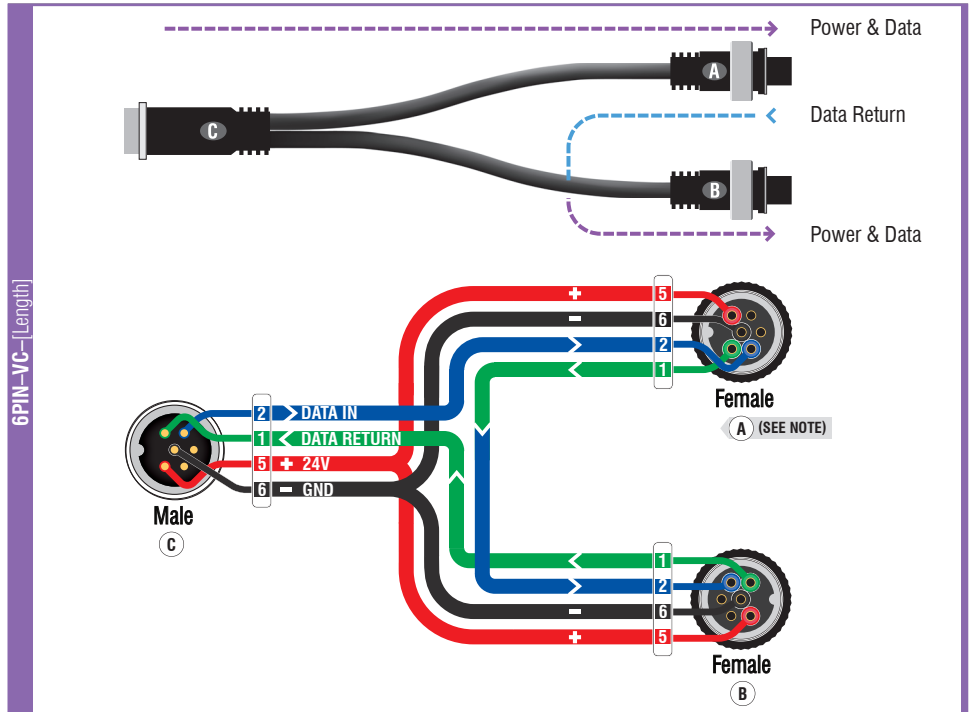 6PIN–VC–[Length]
Power & Data
A
Data Return
C
B
Power & Data
+ 5
– 6
2
1
Female
A (SEE NOTE)
2 DATA IN
1 DATA RETURN
5 + 24V
6 – GND
Male
C
1
2
– 6
+ 5
Female
B